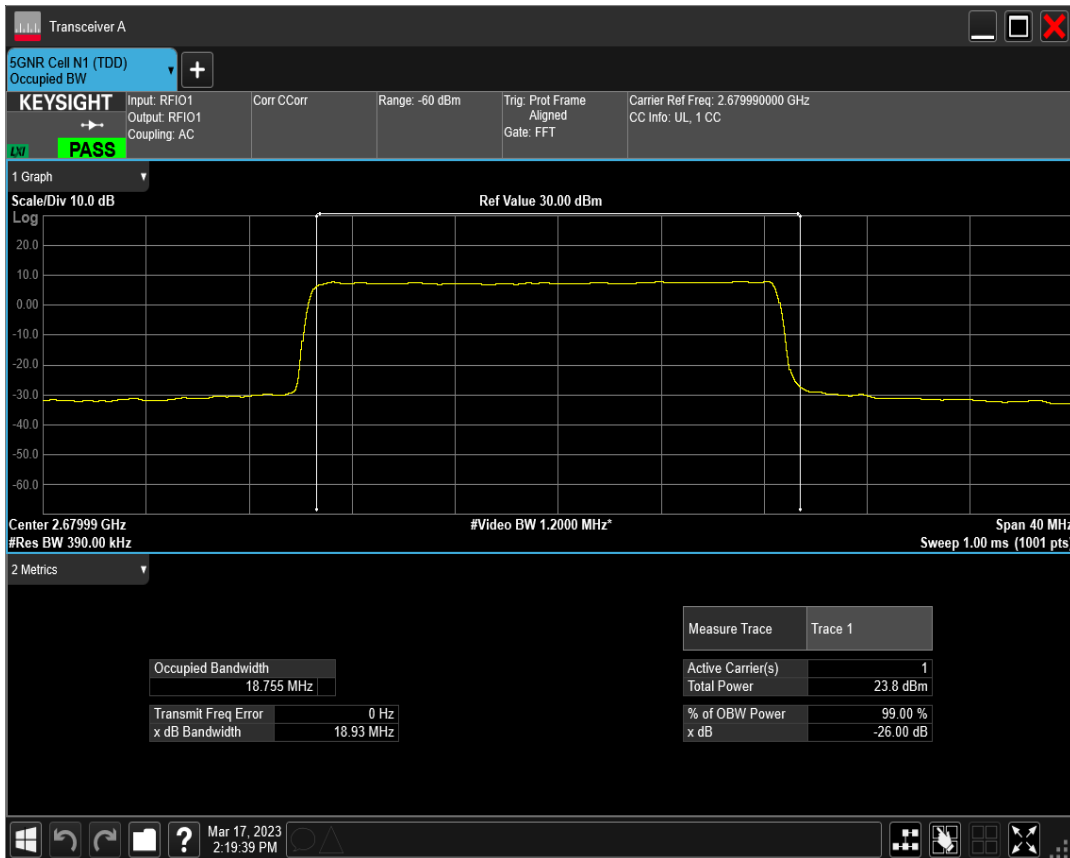 Transceiver A
5GNR Cell N1 (TDD)
Occupied BW
KEYSIGHT
LXI
PASS
Input: RFIO1
Output: RFIO1
Coupling: AC
Corr CCorr
Range: -60 dBm
Trig: Prot Frame
Aligned
Gate: FFT
Carrier Ref Freq: 2.679990000 GHz
CC Info: UL, 1 CC
1 Graph
Scale/Div 10.0 dB
Ref Value 30.00 dBm
Log
20.0
10.0
0.00
-10.0
-20.0
-30.0
-40.0
-50.0
-60.0
Center 2.67999 GHz
#Video BW 1.2000 MHz*
Span 40 MHz
#Res BW 390.00 kHz
Sweep 1.00 ms (1001 pts)
2 Metrics
Measure Trace Trace 1
Occupied Bandwidth
18.755 MHz
Transmit Freq Error 0 Hz
x dB Bandwidth 18.93 MHz
Active Carrier(s) 1
Total Power 23.8 dBm
% of OBW Power 99.00 %
x dB -26.00 dB
?
Mar 17, 2023
2:19:39 PM